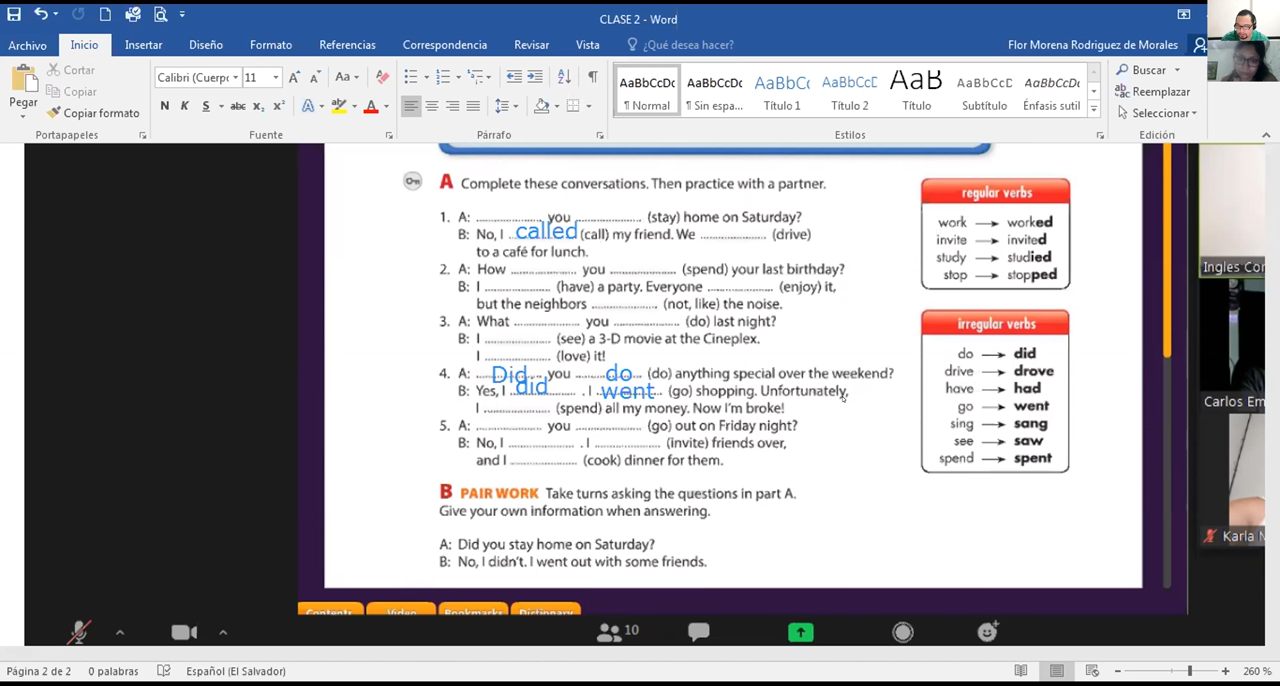 CLASE 2 - Word
Archivo Inicio Insertar Diseño Formato Referencias Correspondencia Revisar Vista ¿Qué desea hacer? Flor Morena Rodriguez de Morales
Pegar
Cortar
Copiar
Copiar formato
Portapapeles
Calibri (Cuerpo 11
Aa
N K S abc x₂ x²
Fuente
Párrafo
AaBbCcDc AaBbCcDc AaBbCc AaBbCcD AaB AaBbCcD AaBbCcDc
¶ Normal ¶ Sin espa... Título 1 Título 2 Título Subtítulo Énfasis sutil
Estilos
Buscar
Reemplazar
Seleccionar
Edición
A Complete these conversations. Then practice with a partner.
1. A: ..................... you ..................... (stay) home on Saturday?
B: No, I called (call) my friend. We ..................... (drive)
to a café for lunch.
2. A: How ..................... you ..................... (spend) your last birthday?
B: I ..................... (have) a party. Everyone ..................... (enjoy) it,
but the neighbors ..................... (not, like) the noise.
3. A: What ..................... you ..................... (do) last night?
B: I ..................... (see) a 3-D movie at the Cineplex.
I ..................... (love) it!
4. A: Did you do (do) anything special over the weekend?
B: Yes, I did . I went (go) shopping. Unfortunately,
I ..................... (spend) all my money. Now I'm broke!
5. A: ..................... you ..................... (go) out on Friday night?
B: No, I ..................... . I ..................... (invite) friends over,
and I ..................... (cook) dinner for them.
B PAIR WORK Take turns asking the questions in part A.
Give your own information when answering.
A: Did you stay home on Saturday?
B: No, I didn't. I went out with some friends.
regular verbs
work → worked
invite → invited
study → studied
stop → stopped
irregular verbs
do → did
drive → drove
have → had
go → went
sing → sang
see → saw
spend → spent
Ingles Cor
Carlos Em
Karla N
Contents Video Bookmarks Dictionary
10
Página 2 de 2 0 palabras Español (El Salvador) 260 %